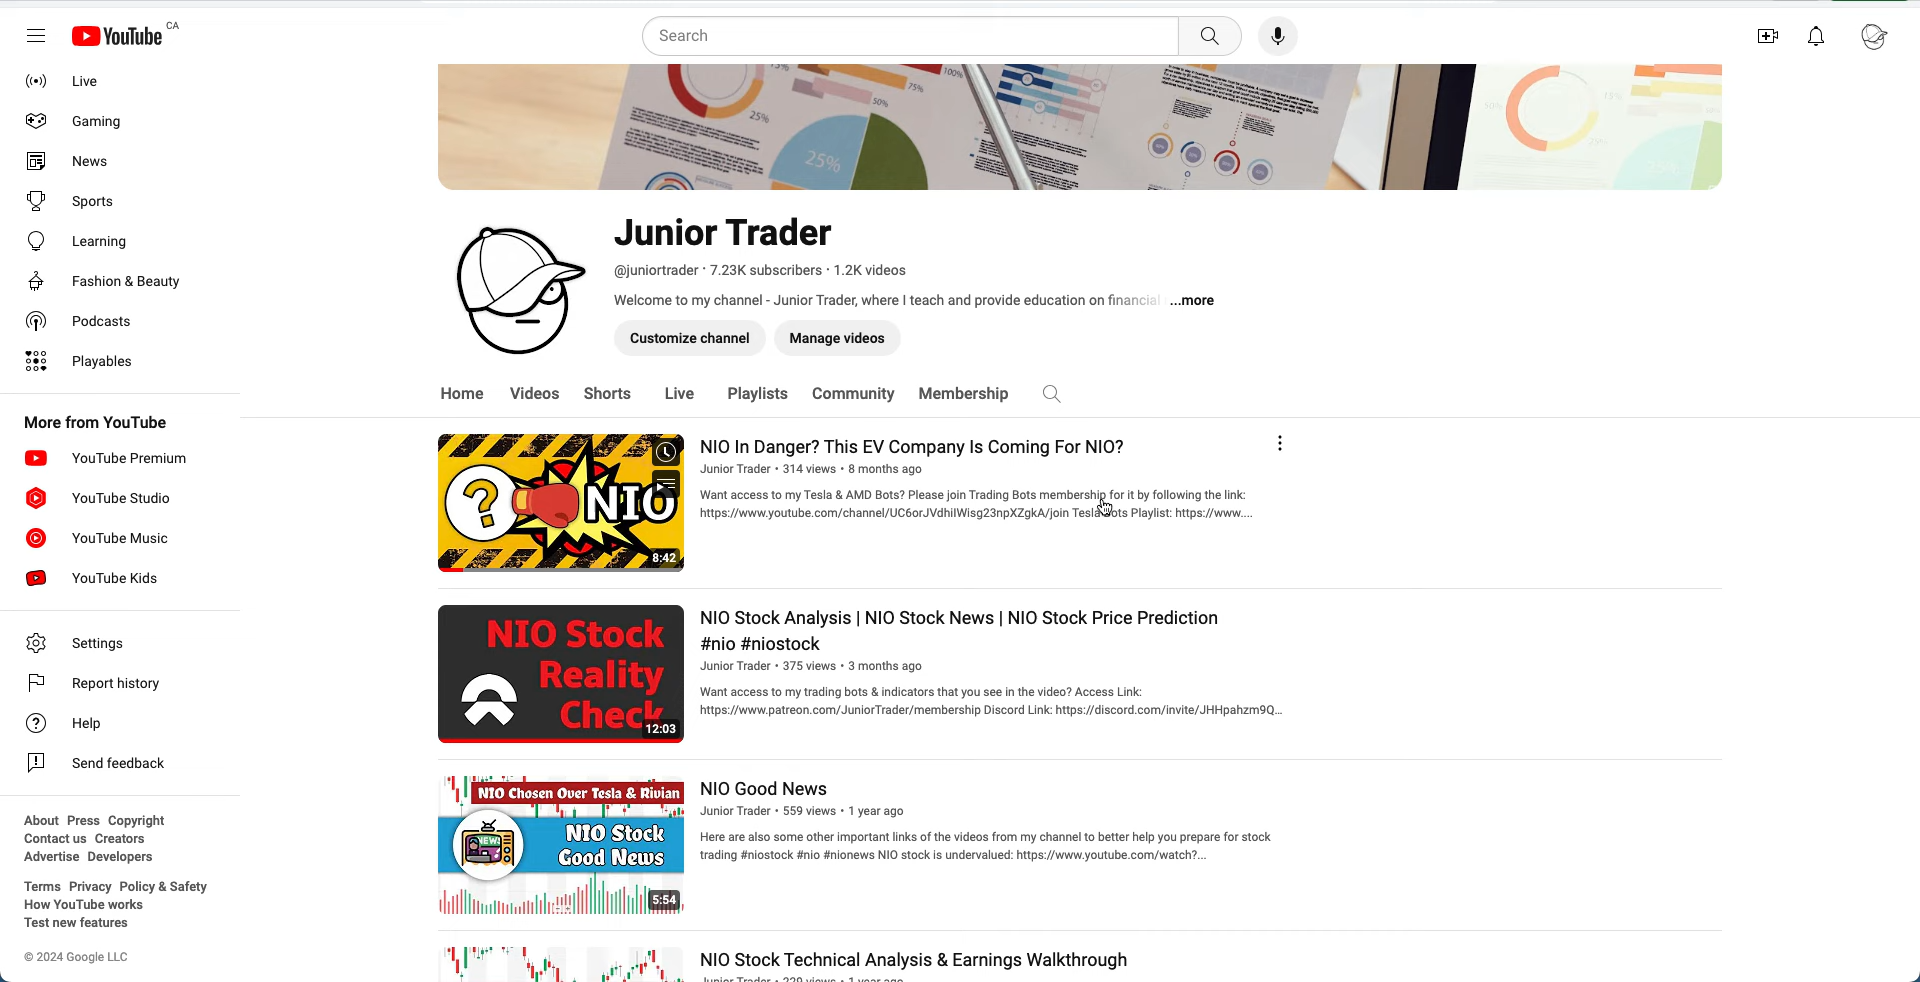 YouTube CA
Search
Live
Gaming
News
Sports
Learning
Fashion & Beauty
Podcasts
Playables
More from YouTube
YouTube Premium
YouTube Studio
YouTube Music
YouTube Kids
Settings
Report history
Help
Send feedback
About Press Copyright
Contact us Creators
Advertise Developers
Terms Privacy Policy & Safety
How YouTube works
Test new features
© 2024 Google LLC
100%
75%
50%
25%
25%
Junior Trader
@juniortrader · 7.23K subscribers · 1.2K videos
Welcome to my channel - Junior Trader, where I teach and provide education on financial ...more
Customize channel Manage videos
Home Videos Shorts Live Playlists Community Membership
? NIO
8:42
NIO In Danger? This EV Company Is Coming For NIO?
Junior Trader • 314 views • 8 months ago
Want access to my Tesla & AMD Bots? Please join Trading Bots membership for it by following the link:
https://www.youtube.com/channel/UC6orJVdhilWisg23npXZgkA/join Tesla Bots Playlist: https://www....
NIO Stock
Reality
Check
12:03
NIO Stock Analysis | NIO Stock News | NIO Stock Price Prediction
#nio #niostock
Junior Trader • 375 views • 3 months ago
Want access to my trading bots & indicators that you see in the video? Access Link:
https://www.patreon.com/JuniorTrader/membership Discord Link: https://discord.com/invite/JHHpahzm9Q...
NIO Chosen Over Tesla & Rivian
NEWS
NIO Stock
Good News
5:54
NIO Good News
Junior Trader • 559 views • 1 year ago
Here are also some other important links of the videos from my channel to better help you prepare for stock
trading #niostock #nio #nionews NIO stock is undervalued: https://www.youtube.com/watch?...
NIO Stock Technical Analysis & Earnings Walkthrough
Junior Trader • 229 views • 1 year ago